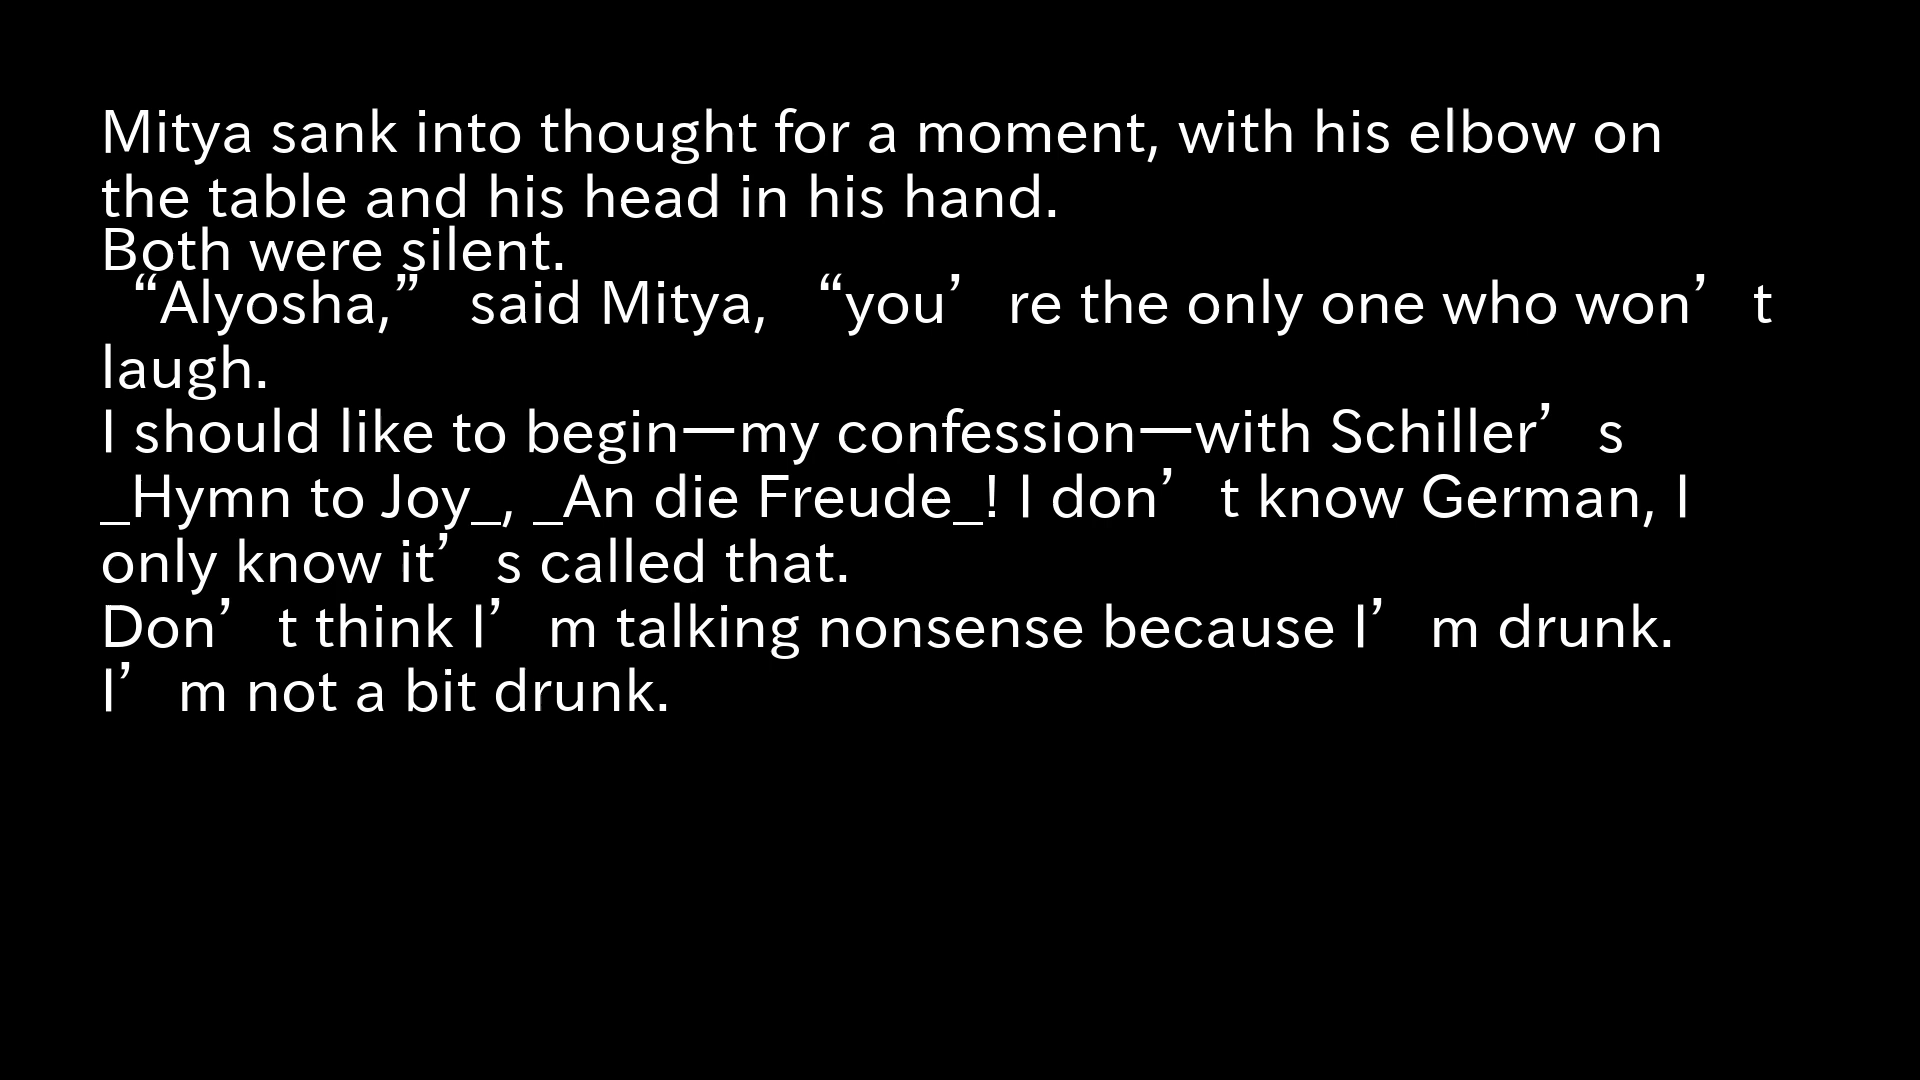 Mitya sank into thought for a moment, with his elbow on
the table and his head in his hand.
Both were silent.
“Alyosha,” said Mitya, “you’re the only one who won’t
laugh.
I should like to begin—my confession—with Schiller’s
_Hymn to Joy_, _An die Freude_! I don’t know German, I
only know it’s called that.
Don’t think I’m talking nonsense because I’m drunk.
I’m not a bit drunk.